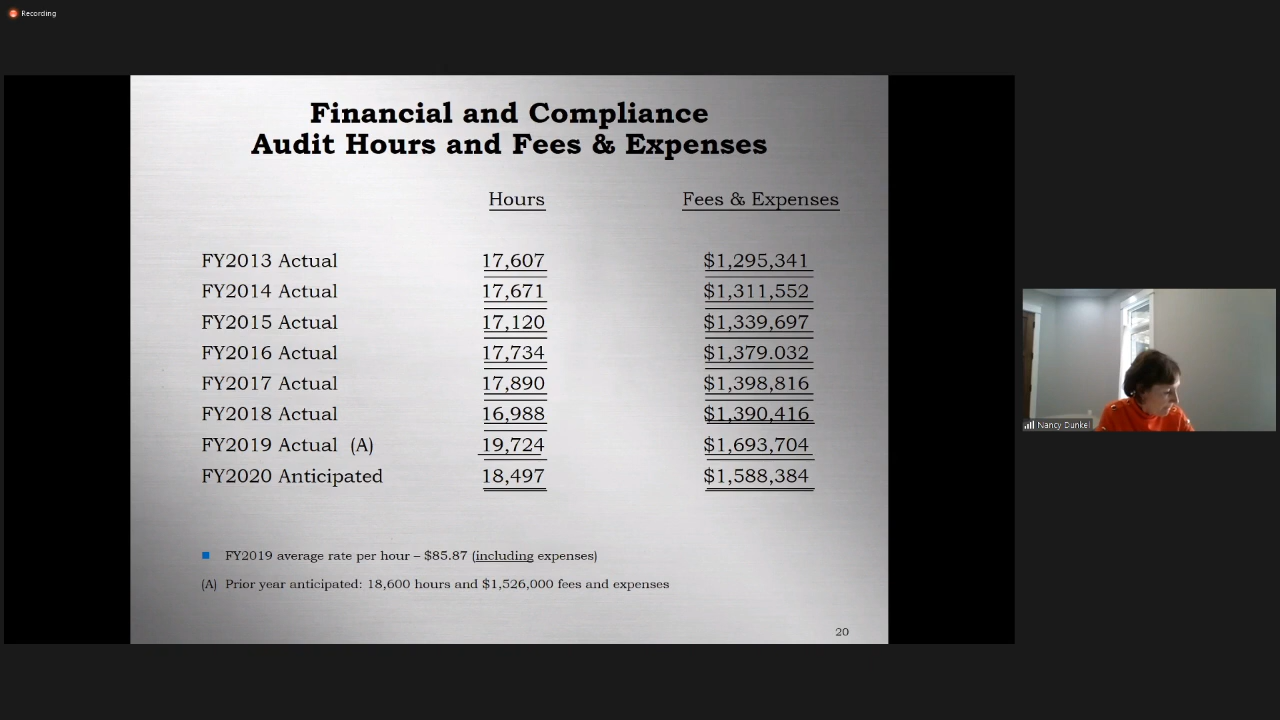 Recording
Financial and Compliance
Audit Hours and Fees & Expenses
Hours Fees & Expenses
FY2013 Actual 17,607 $1,295,341
FY2014 Actual 17,671 $1,311,552
FY2015 Actual 17,120 $1,339,697
FY2016 Actual 17,734 $1,379.032
FY2017 Actual 17,890 $1,398,816
FY2018 Actual 16,988 $1,390,416
FY2019 Actual (A) 19,724 $1,693,704
FY2020 Anticipated 18,497 $1,588,384
FY2019 average rate per hour – $85.87 (including expenses)
(A) Prior year anticipated: 18,600 hours and $1,526,000 fees and expenses
20
Nancy Dunkel